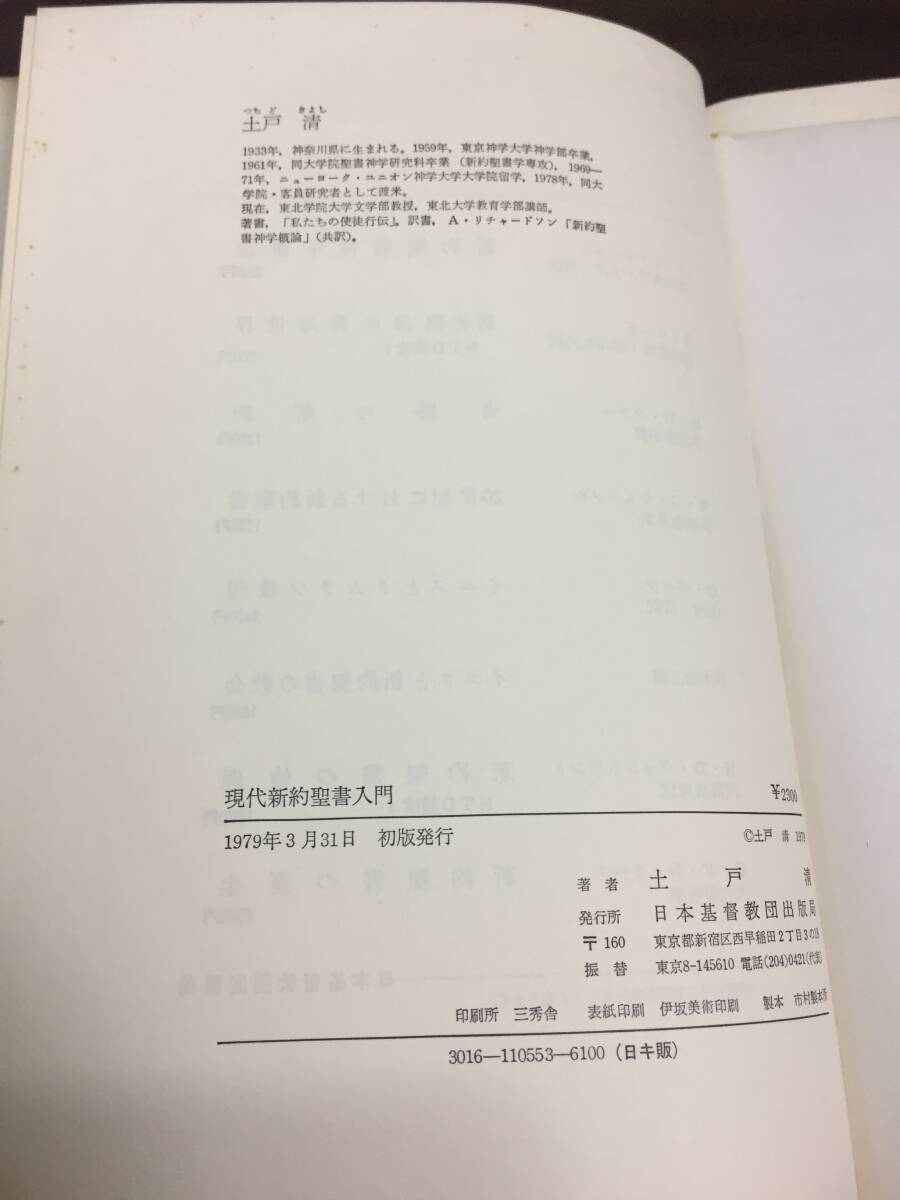 つちど きよし
土戸 清
1933年，神奈川県に生まれる。1959年，東京神学大学神学部卒業，
1961年，同大学院聖書神学研究科卒業（新約聖書学専攻），1969—
71年，ニューヨーク・ユニオン神学大学大学院留学，1978年，同大
学院・客員研究者として渡米。
現在，東北学院大学文学部教授，東北大学教育学部講師。
著書，「私たちの使徒行伝」。訳書，A・リチャードソン「新約聖
書神学概論」（共訳）。
現代新約聖書入門 ¥2300
1979年3月31日 初版発行
©土戸 清 1979
著者 土戸清
発行所 日本基督教団出版局
〒160 東京都新宿区西早稲田2丁目3の18
振替 東京8-145610 電話(204)0421(代表)
印刷所 三秀舎 表紙印刷 伊坂美術印刷 製本 市村製本所
3016—110553—6100（日キ販）